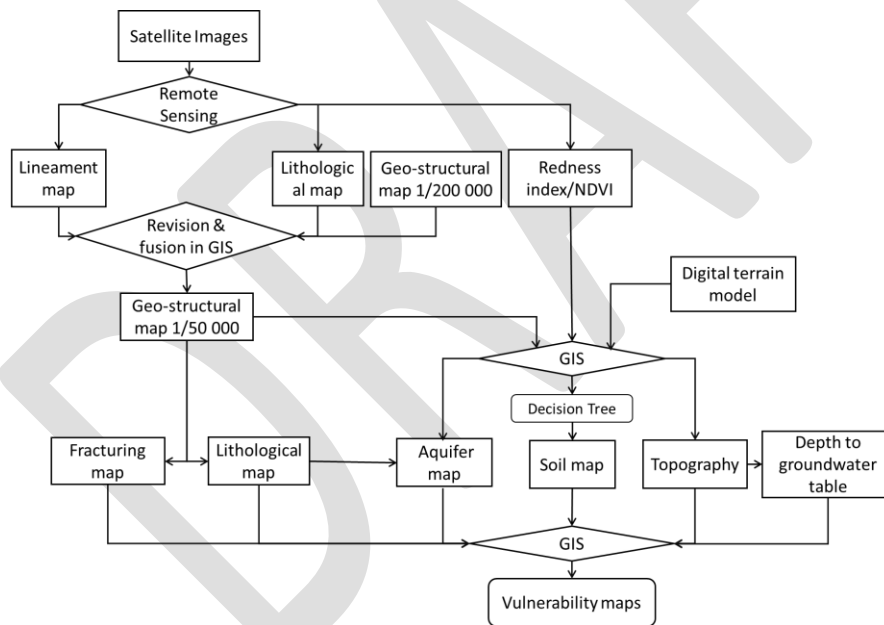 Satellite Images
Remote
Sensing
Lineament
map
Lithologic
al map
Geo-structural
map 1/200 000
Redness
index/NDVI
Revision &
fusion in GIS
Digital terrain
model
Geo-structural
map 1/50 000
GIS
Decision Tree
Fracturing
map
Lithological
map
Aquifer
map
Soil map
Topography
Depth to
groundwater
table
GIS
Vulnerability maps
DRAF